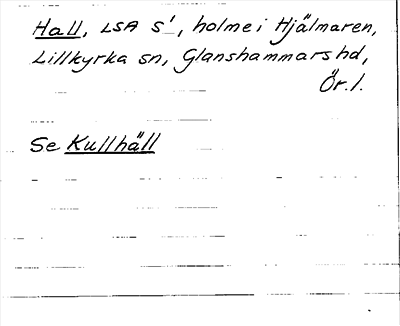 Hall, LSA S', holme i Hjälmaren,
Lillkyrka sn, Glanshammars hd,
Ör.l.
Se Kullhäll